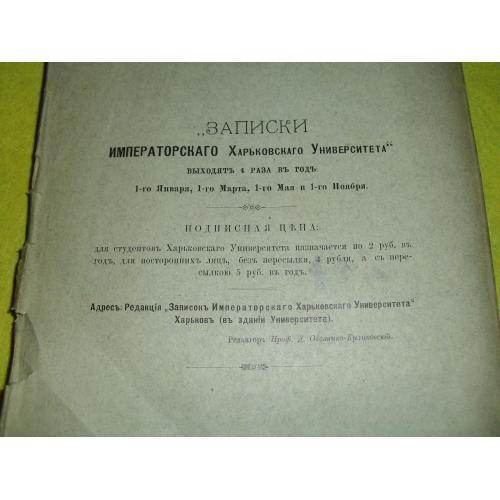 „ЗАПИСКИ
ИМПЕРАТОРСКАГО Харьковскаго Университета“
ВЫХОДЯТЪ 4 РАЗА ВЪ ГОДЪ:
1-го Января, 1-го Марта, 1-го Мая и 1-го Ноября.
ПОДПИСНАЯ ЦѢНА:
для студентовъ Харьковскаго Университета назначается по 2 руб. въ
годъ, для постороннихъ лицъ, безъ пересылки, 4 рубля, а съ пере-
сылкою 5 руб. въ годъ.
Адресъ: Редакція „Записокъ Императорскаго Харьковскаго Университета“
Харьковъ (въ зданіи Университета).
Редакторъ Проф. Д. Овсянико-Куликовскій.